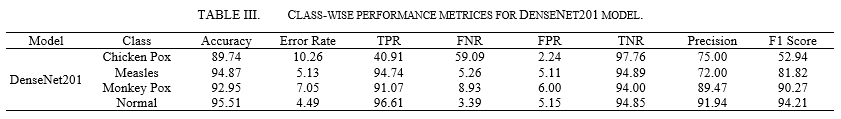 TABLE III. CLASS-WISE PERFORMANCE METRICES FOR DENSENET201 MODEL.
Model Class Accuracy Error Rate TPR FNR FPR TNR Precision F1 Score
DenseNet201
Chicken Pox 89.74 10.26 40.91 59.09 2.24 97.76 75.00 52.94
Measles 94.87 5.13 94.74 5.26 5.11 94.89 72.00 81.82
Monkey Pox 92.95 7.05 91.07 8.93 6.00 94.00 89.47 90.27
Normal 95.51 4.49 96.61 3.39 5.15 94.85 91.94 94.21